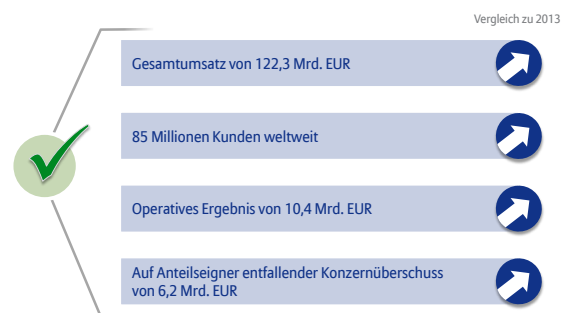 Vergleich zu 2013
Gesamtumsatz von 122,3 Mrd. EUR
85 Millionen Kunden weltweit
Operatives Ergebnis von 10,4 Mrd. EUR
Auf Anteilseigner entfallender Konzernüberschuss
von 6,2 Mrd. EUR